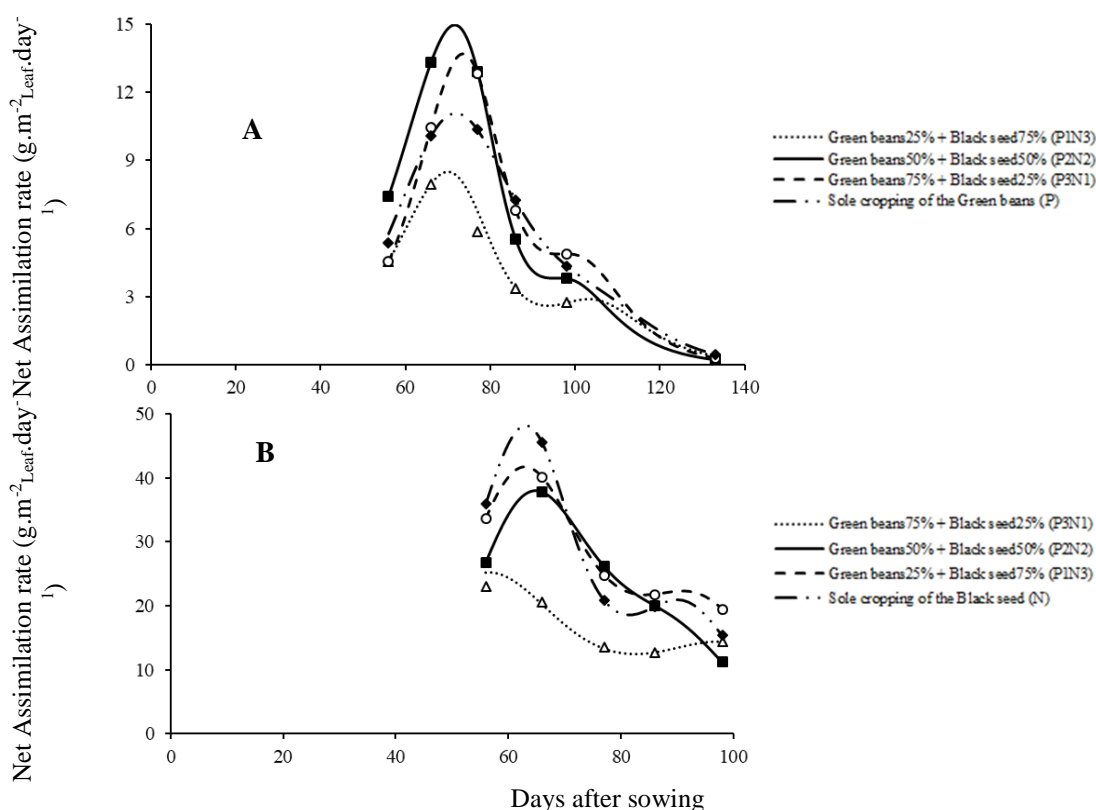 Net Assimilation rate (g.m-2Leaf.day-
1)
15
12
9
6
3
0
0 20 40 60 80 100 120 140
A
Green beans25% + Black seed75% (P1N3)
Green beans50% + Black seed50% (P2N2)
Green beans75% + Black seed25% (P3N1)
Sole cropping of the Green beans (P)
Net Assimilation rate (g.m-2Leaf.day-
1)
50
40
30
20
10
0
0 20 40 60 80 100
B
Green beans75% + Black seed25% (P3N1)
Green beans50% + Black seed50% (P2N2)
Green beans25% + Black seed75% (P1N3)
Sole cropping of the Black seed (N)
Days after sowing